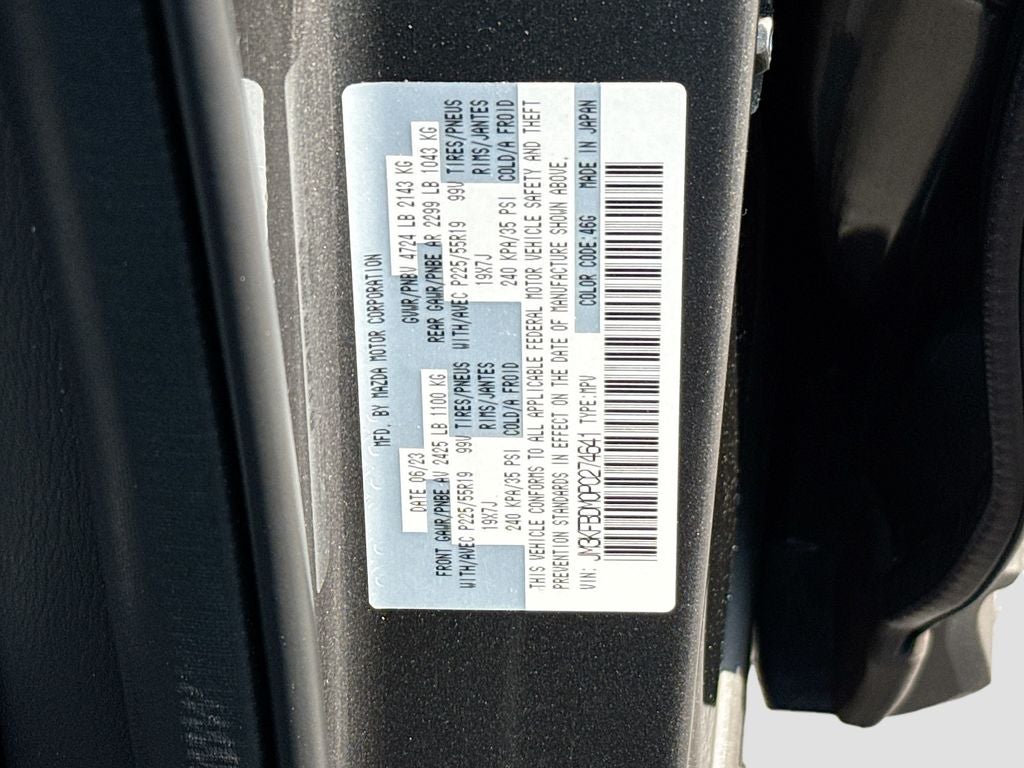 MFD. BY MAZDA MOTOR CORPORATION
DATE 06/23 GVWR/PNBV 4724 LB 2143 KG
FRONT GAWR/PNBE AV 2425 LB 1100 KG REAR GAWR/PNBE AR 2299 LB 1043 KG
WITH/AVEC P225/55R19 99V TIRES/PNEUS WITH/AVEC P225/55R19 99V TIRES/PNEUS
19X7J RIMS/JANTES 19X7J RIMS/JANTES
240 KPA/35 PSI COLD/A FROID 240 KPA/35 PSI COLD/A FROID
THIS VEHICLE CONFORMS TO ALL APPLICABLE FEDERAL MOTOR VEHICLE SAFETY AND THEFT
PREVENTION STANDARDS IN EFFECT ON THE DATE OF MANUFACTURE SHOWN ABOVE.
VIN: JM3KFBDM0P0274641 TYPE:MPV COLOR CODE:46G MADE IN JAPAN